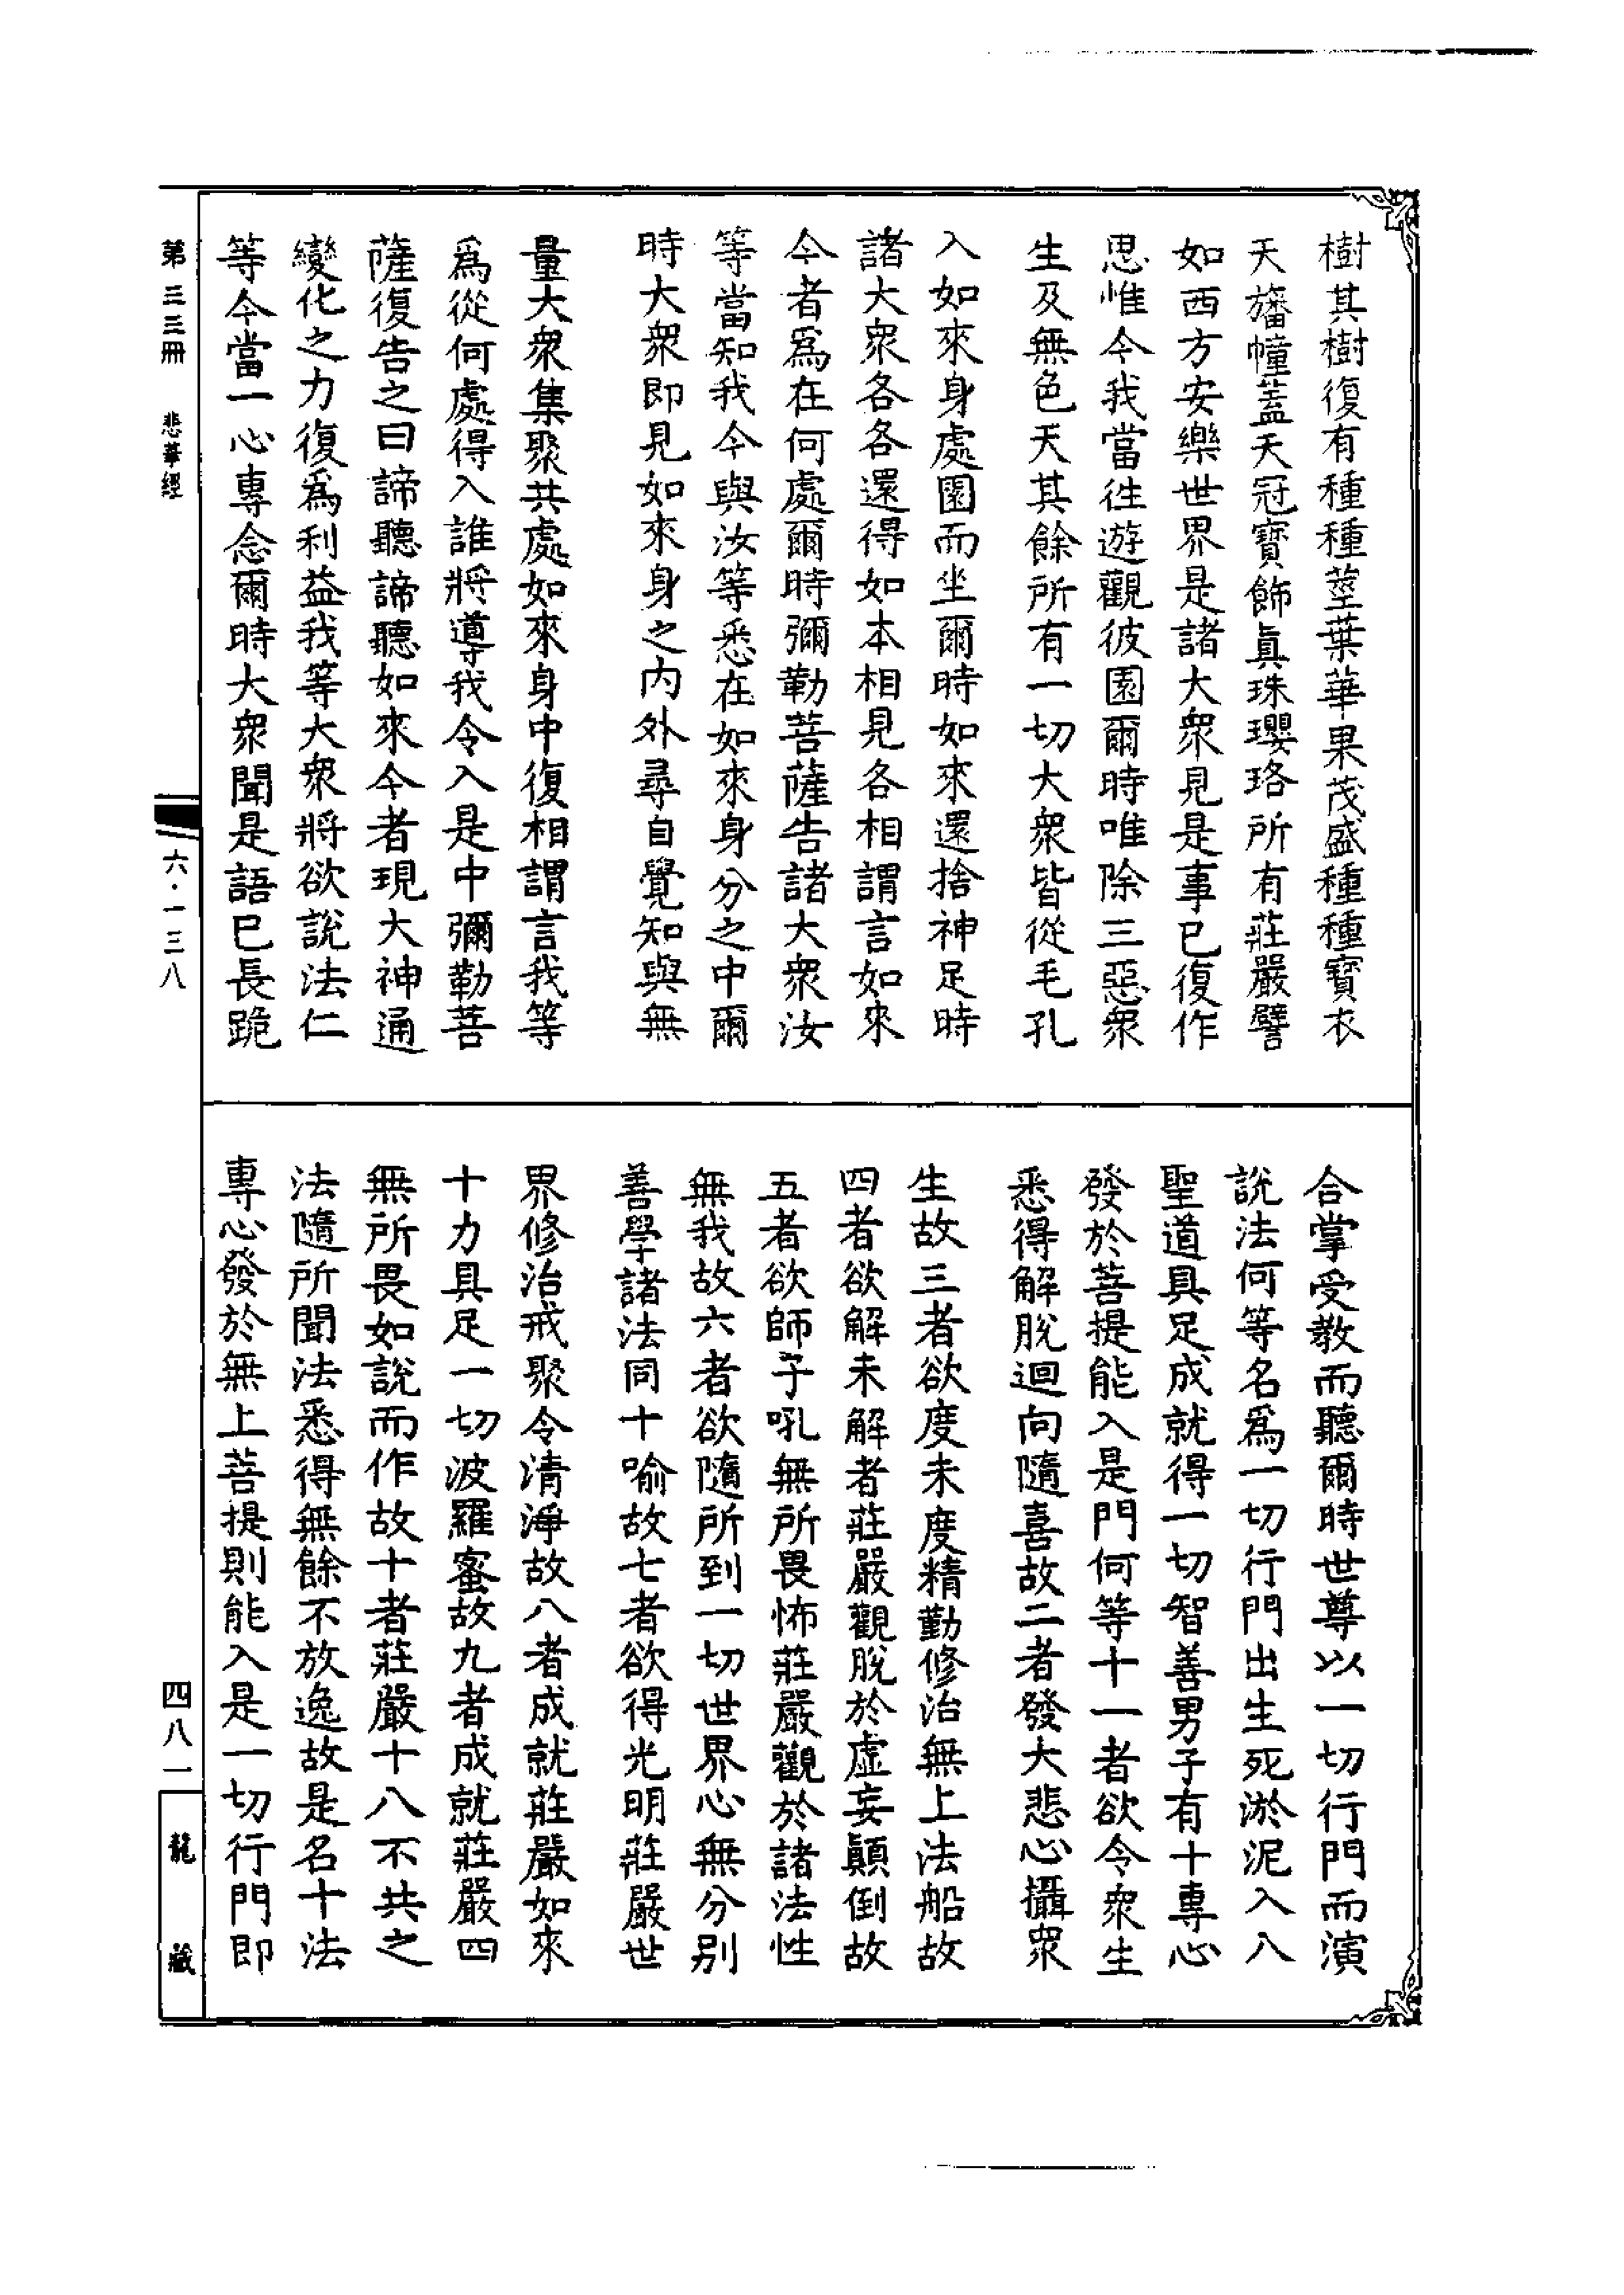 樹其樹復有種種莖葉華果茂盛種種寶衣
天旛幢蓋天冠寶飾眞珠瓔珞所有莊嚴譬
如西方安樂世界是諸大衆見是事已復作
思惟今我當往遊觀彼園爾時唯除三惡衆
生及無色天其餘所有一切大衆皆從毛孔
入如來身處園而坐爾時如來還捨神足時
諸大衆各各還得如本相見各相謂言如來
今者爲在何處爾時彌勒菩薩告諸大衆汝
等當知我今與汝等悉在如來身分之中爾
時大衆即見如來身之内外尋自覺知與無
量大衆集聚共處如來身中復相謂言我等
爲從何處得入誰將導我令入是中彌勒菩
薩復告之曰諦聽諦聽如來今者現大神通
變化之力復爲利益我等大衆將欲說法仁
等今當一心專念爾時大衆聞是語已長跪
合掌受教而聽爾時世尊以一切行門而演
說法何等名爲一切行門出生死淤泥入八
聖道具足成就得一切智善男子有十專心
發於菩提能入是門何等十一者欲令衆生
悉得解脫迴向隨喜故二者發大悲心攝衆
生故三者欲度未度精勤修治無上法船故
四者欲解未解者莊嚴觀脫於虛妄顚倒故
五者欲師子吼無所畏怖莊嚴觀於諸法性
無我故六者欲隨所到一切世界心無分別
善學諸法同十喻故七者欲得光明莊嚴世
界修治戒聚令清淨故八者成就莊嚴如來
十力具足一切波羅蜜故九者成就莊嚴四
無所畏如說而作故十者莊嚴十八不共之
法隨所聞法悉得無餘不放逸故是名十法
專心發於無上菩提則能入是一切行門即
第三三冊 悲華經
六·一三八
四八一
龍藏